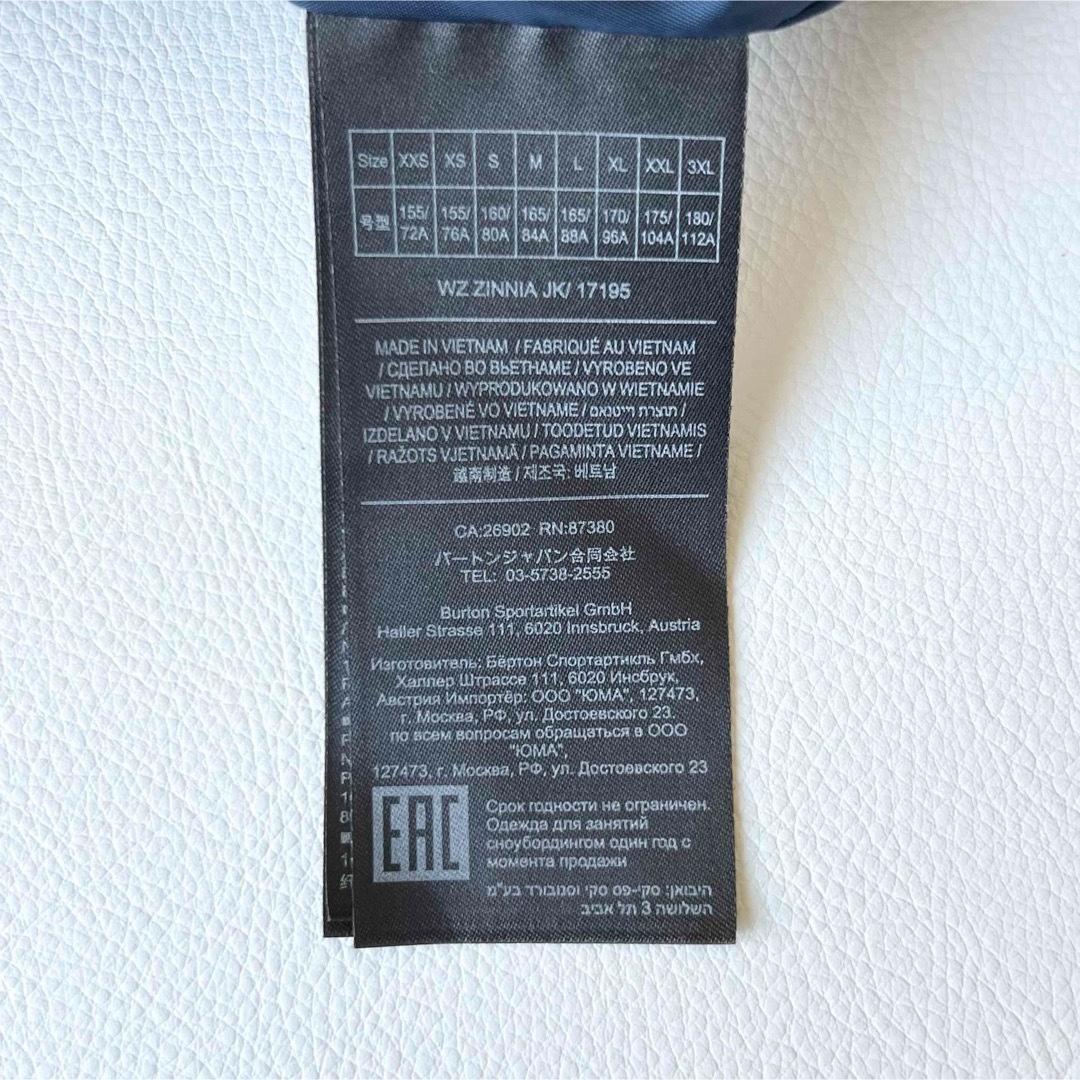 Size XXS XS S M L XL XXL 3XL
号型 155/72A 155/76A 160/80A 165/84A 165/88A 170/96A 175/104A 180/112A
WZ ZINNIA JK/ 17195
MADE IN VIETNAM / FABRIQUÉ AU VIETNAM
/ СДЕЛАНО ВО ВЬЕТНАМЕ / VYROBENO VE
VIETNAMU / WYPRODUKOWANO W WIETNAMIE
/ VYROBENÉ VO VIETNAME / תוצרת וייטנאם /
IZDELANO V VIETNAMU / TOODETUD VIETNAMIS
/ RAŽOTS VJETNAMĀ / PAGAMINTA VIETNAME /
越南制造 / 제조국: 베트남
CA:26902 RN:87380
バートンジャパン合同会社
TEL: 03-5738-2555
Burton Sportartikel GmbH
Haller Strasse 111, 6020 Innsbruck, Austria
Изготовитель: Бёртон Спортартикль Гмбх,
Халлер Штрассе 111, 6020 Инсбрук,
Австрия Импортёр: ООО "ЮМА", 127473,
г. Москва, РФ, ул. Достоевского 23.
по всем вопросам обращаться в ООО
"ЮМА",
127473, г. Москва, РФ, ул. Достоевского 23
EAC
Срок годности не ограничен.
Одежда для занятий
сноубордингом один год с
момента продажи
היבואן: סקי-פס סקי וסנובורד בע"מ
השלושה 3 תל אביב